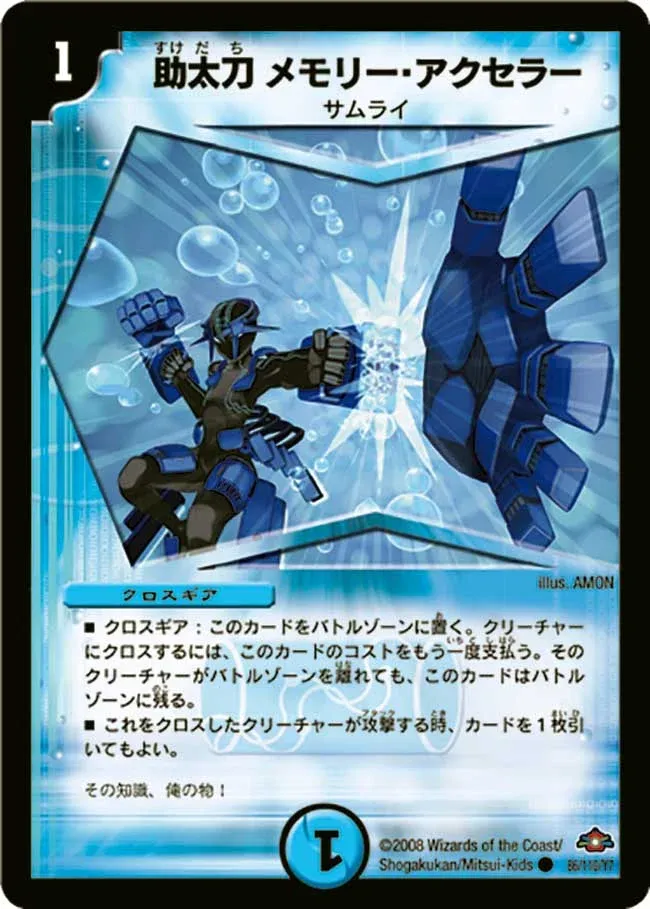 1
すけ だ ち
助太刀 メモリー・アクセラー
サムライ
illus. AMON
クロスギア
■ クロスギア：このカードをバトルゾーンに置く。クリーチャー
にクロスするには、このカードのコストをもう一度支払う。その
クリーチャーがバトルゾーンを離れても、このカードはバトル
ゾーンに残る。
■ これをクロスしたクリーチャーが攻撃する時、カードを１枚引
いてもよい。
その知識、俺の物！
1
©2008 Wizards of the Coast/
Shogakukan/Mitsui-Kids